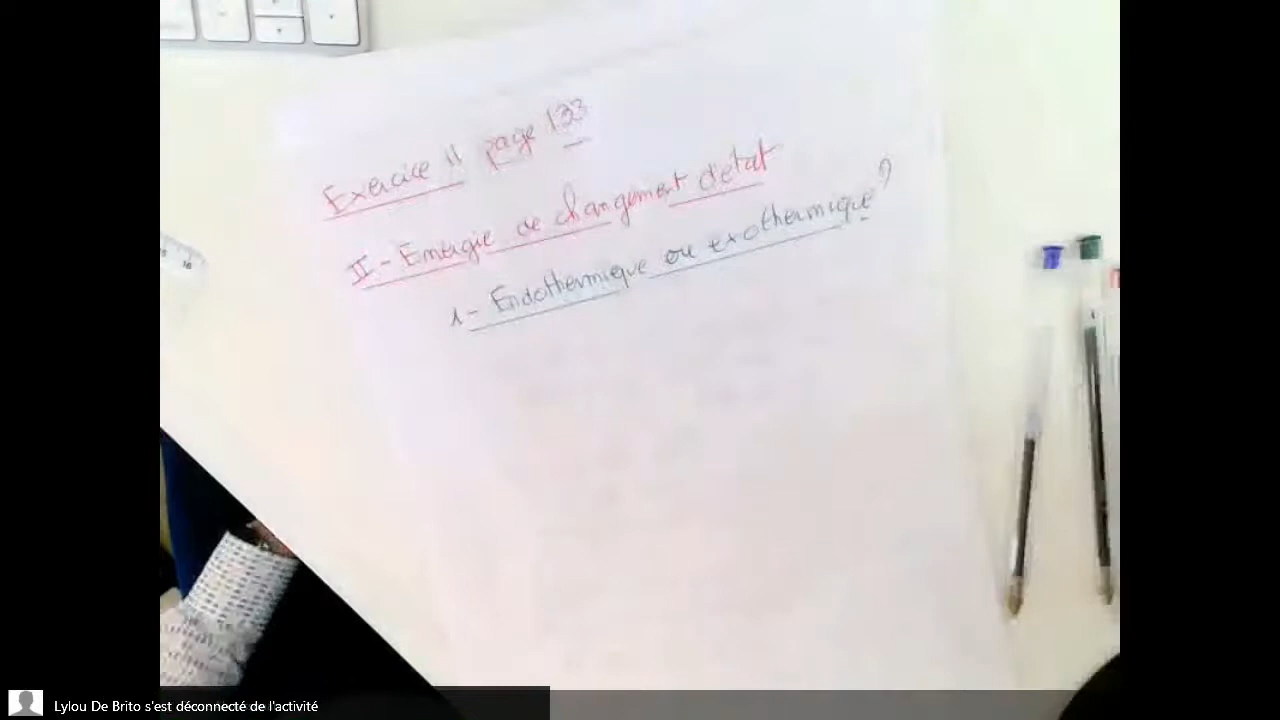 Exercice 11 page 133
II - Energie de changement d'état
1 - Endothermique ou exothermique ?
Lylou De Brito s'est déconnecté de l'activité